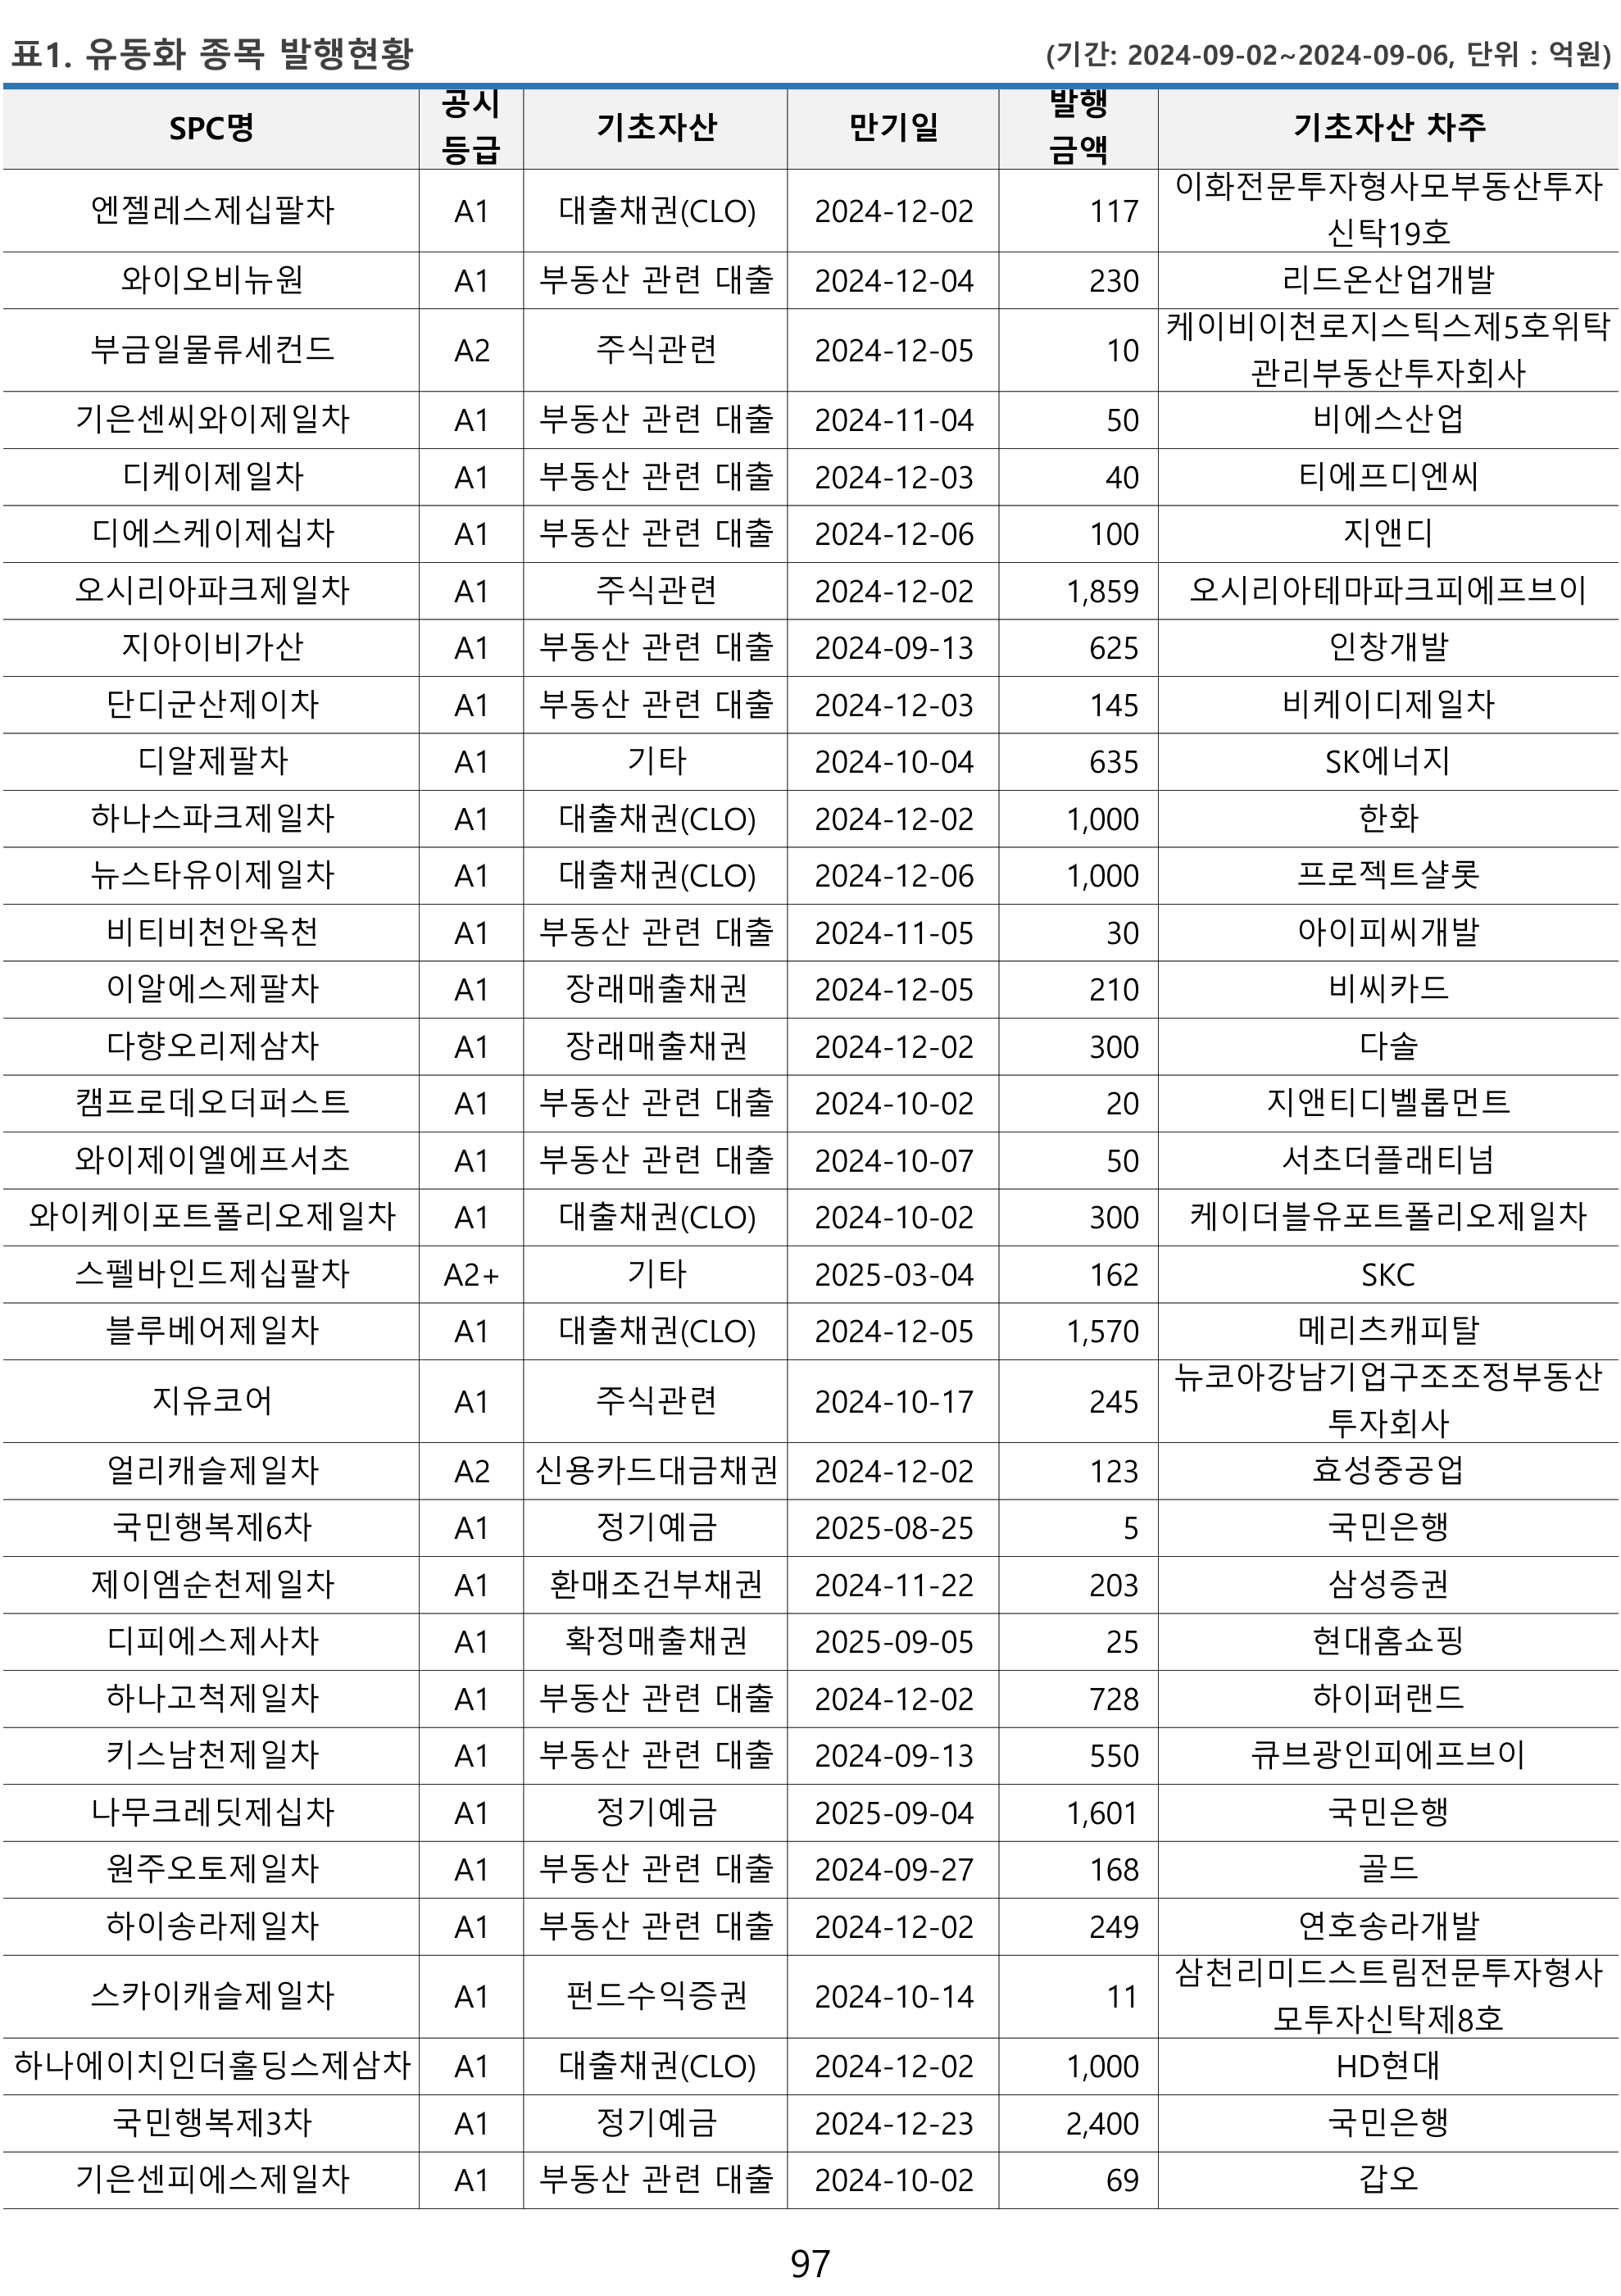 표1. 유동화 종목 발행현황 (기간: 2024-09-02~2024-09-06, 단위 : 억원)
SPC명 공시 등급 기초자산 만기일 발행 금액 기초자산 차주
엔젤레스제십팔차 A1 대출채권(CLO) 2024-12-02 117 이화전문투자형사모부동산투자
신탁19호
와이오비뉴원 A1 부동산 관련 대출 2024-12-04 230 리드온산업개발
부금일물류세컨드 A2 주식관련 2024-12-05 10 케이비이천로지스틱스제5호위탁
관리부동산투자회사
기은센씨와이제일차 A1 부동산 관련 대출 2024-11-04 50 비에스산업
디케이제일차 A1 부동산 관련 대출 2024-12-03 40 티에프디엔씨
디에스케이제십차 A1 부동산 관련 대출 2024-12-06 100 지앤디
오시리아파크제일차 A1 주식관련 2024-12-02 1,859 오시리아테마파크피에프브이
지아이비가산 A1 부동산 관련 대출 2024-09-13 625 인창개발
단디군산제이차 A1 부동산 관련 대출 2024-12-03 145 비케이디제일차
디알제팔차 A1 기타 2024-10-04 635 SK에너지
하나스파크제일차 A1 대출채권(CLO) 2024-12-02 1,000 한화
뉴스타유이제일차 A1 대출채권(CLO) 2024-12-06 1,000 프로젝트샬롯
비티비천안옥천 A1 부동산 관련 대출 2024-11-05 30 아이피씨개발
이알에스제팔차 A1 장래매출채권 2024-12-05 210 비씨카드
다향오리제삼차 A1 장래매출채권 2024-12-02 300 다솔
캠프로데오더퍼스트 A1 부동산 관련 대출 2024-10-02 20 지앤티디벨롭먼트
와이제이엘에프서초 A1 부동산 관련 대출 2024-10-07 50 서초더플래티넘
와이케이포트폴리오제일차 A1 대출채권(CLO) 2024-10-02 300 케이더블유포트폴리오제일차
스펠바인드제십팔차 A2+ 기타 2025-03-04 162 SKC
블루베어제일차 A1 대출채권(CLO) 2024-12-05 1,570 메리츠캐피탈
지유코어 A1 주식관련 2024-10-17 245 뉴코아강남기업구조조정부동산
투자회사
얼리캐슬제일차 A2 신용카드대금채권 2024-12-02 123 효성중공업
국민행복제6차 A1 정기예금 2025-08-25 5 국민은행
제이엠순천제일차 A1 환매조건부채권 2024-11-22 203 삼성증권
디피에스제사차 A1 확정매출채권 2025-09-05 25 현대홈쇼핑
하나고척제일차 A1 부동산 관련 대출 2024-12-02 728 하이퍼랜드
키스남천제일차 A1 부동산 관련 대출 2024-09-13 550 큐브광인피에프브이
나무크레딧제십차 A1 정기예금 2025-09-04 1,601 국민은행
원주오토제일차 A1 부동산 관련 대출 2024-09-27 168 골드
하이송라제일차 A1 부동산 관련 대출 2024-12-02 249 연호송라개발
스카이캐슬제일차 A1 펀드수익증권 2024-10-14 11 삼천리미드스트림전문투자형사
모투자신탁제8호
하나에이치인더홀딩스제삼차 A1 대출채권(CLO) 2024-12-02 1,000 HD현대
국민행복제3차 A1 정기예금 2024-12-23 2,400 국민은행
기은센피에스제일차 A1 부동산 관련 대출 2024-10-02 69 갑오
97